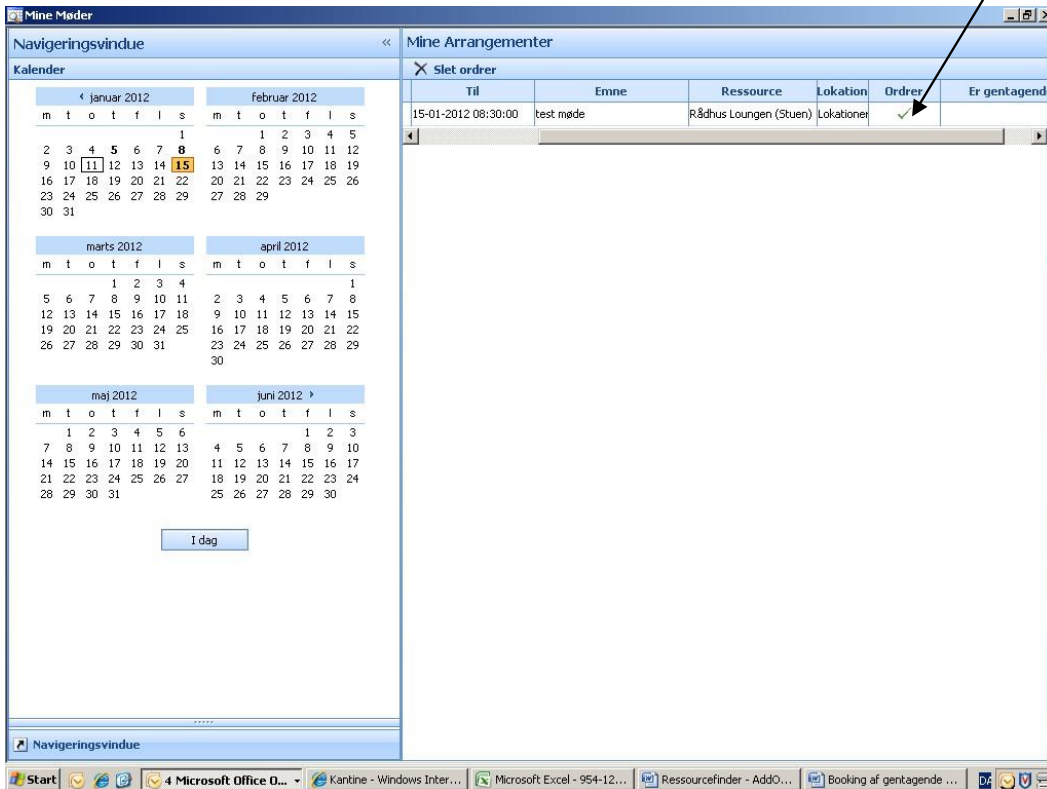 Mine Møder
Navigeringsvindue «
Mine Arrangementer
Kalender
Slet ordrer
Til Emne Ressource Lokation Ordrer Er gentagend
15-01-2012 08:30:00 test møde Rådhus Loungen (Stuen) Lokationer
januar 2012
m t o t f l s
1
2 3 4 5 6 7 8
9 10 11 12 13 14 15
16 17 18 19 20 21 22
23 24 25 26 27 28 29
30 31
februar 2012
m t o t f l s
1 2 3 4 5
6 7 8 9 10 11 12
13 14 15 16 17 18 19
20 21 22 23 24 25 26
27 28 29
marts 2012
m t o t f l s
1 2 3 4
5 6 7 8 9 10 11
12 13 14 15 16 17 18
19 20 21 22 23 24 25
26 27 28 29 30 31
april 2012
m t o t f l s
1
2 3 4 5 6 7 8
9 10 11 12 13 14 15
16 17 18 19 20 21 22
23 24 25 26 27 28 29
30
maj 2012
m t o t f l s
1 2 3 4 5 6
7 8 9 10 11 12 13
14 15 16 17 18 19 20
21 22 23 24 25 26 27
28 29 30 31
juni 2012
m t o t f l s
1 2 3
4 5 6 7 8 9 10
11 12 13 14 15 16 17
18 19 20 21 22 23 24
25 26 27 28 29 30
I dag
Navigeringsvindue
Start 4 Microsoft Office O... Kantine - Windows Inter... Microsoft Excel - 954-12... Ressourcefinder - AddO... Booking af gentagende ... DA